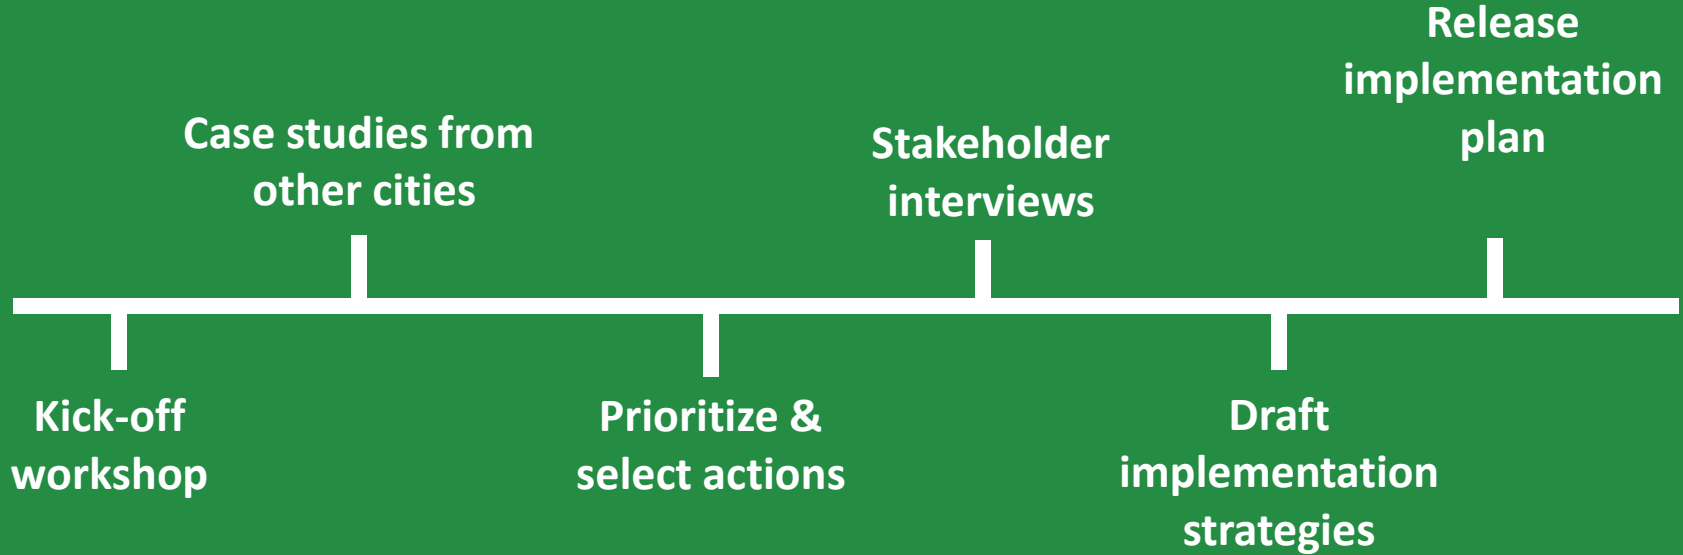 Kick-off
workshop
Case studies from
other cities
Prioritize &
select actions
Stakeholder
interviews
Draft
implementation
strategies
Release
implementation
plan